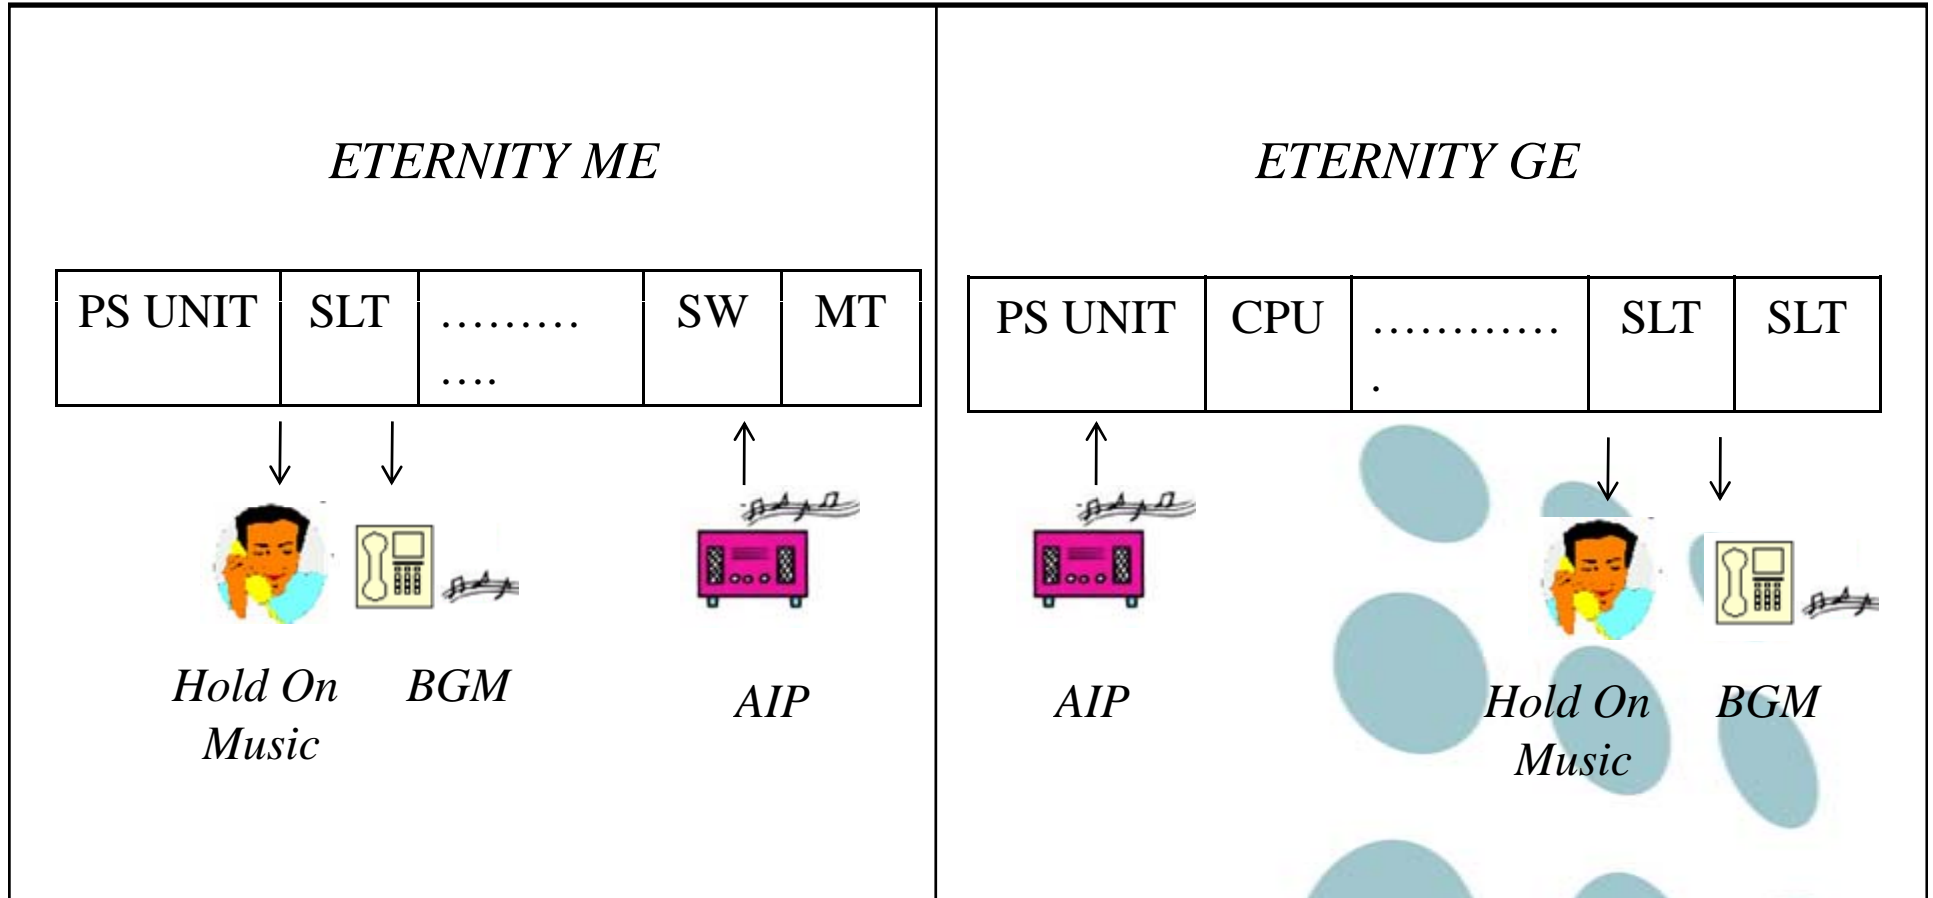 ETERNITY ME
PS UNIT SLT ……… SW MT
….
Hold On BGM AIP
Music
ETERNITY GE
PS UNIT CPU ………… SLT SLT
.
AIP Hold On BGM
Music